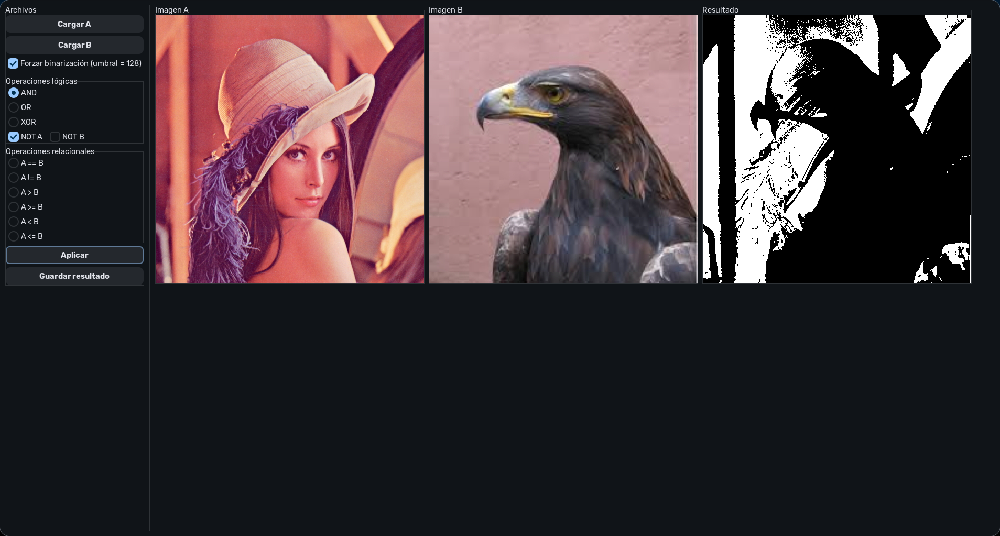 Archivos
Cargar A
Cargar B
Forzar binarización (umbral = 128)
Operaciones lógicas
AND
OR
XOR
NOT A NOT B
Operaciones relacionales
A == B
A != B
A > B
A >= B
A < B
A <= B
Aplicar
Guardar resultado
Imagen A
Imagen B
Resultado